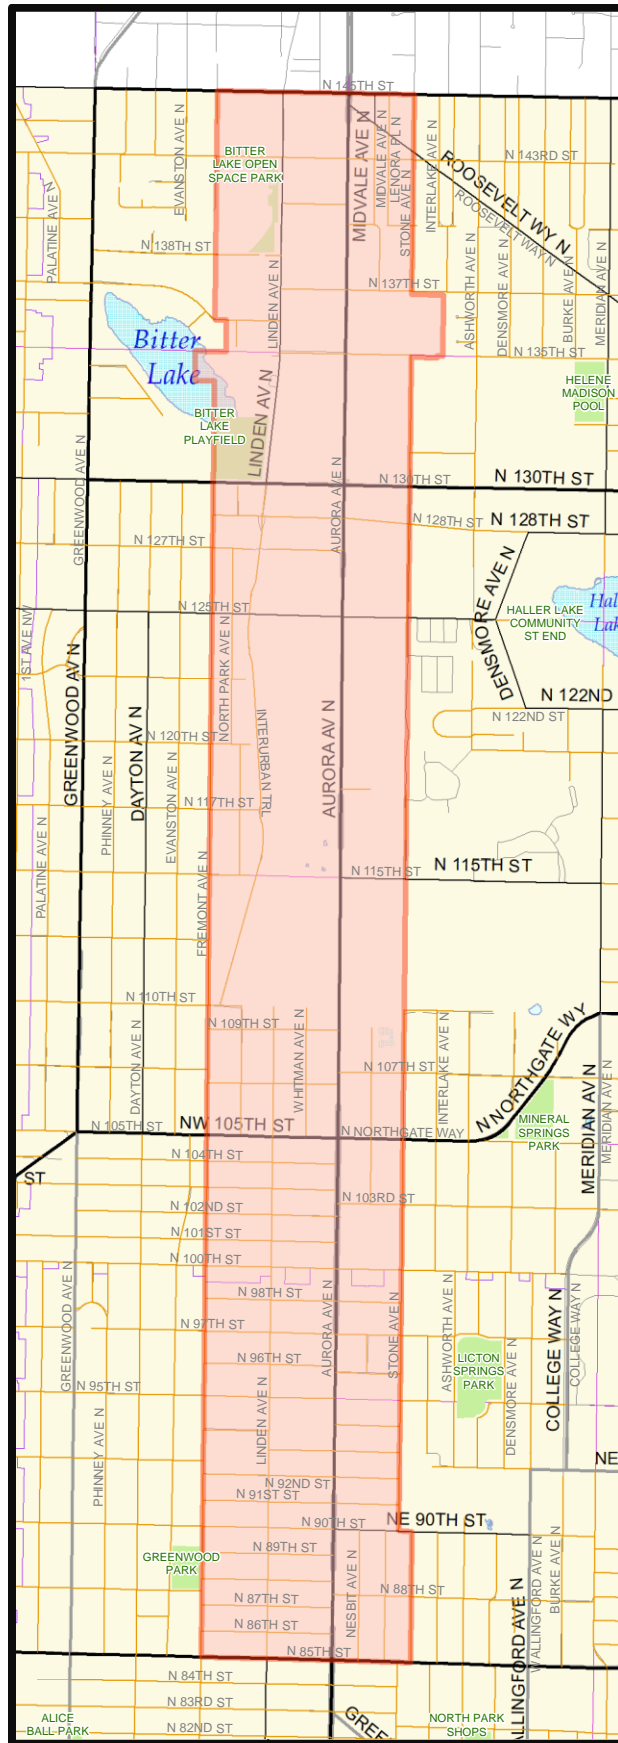 N 145TH ST
EVANSTON AVE N
BITTER
LAKE OPEN
SPACE PARK
MIDVALE AVE N
MIDVALE AVE N
LENORA PL N
STONE AVE N
INTERLAKE AVE N
ROOSEVELT WY N
ROOSEVELT WAY N
N 143RD ST
PALATINE AVE N
N 138TH ST
LINDEN AVE N
N 137TH ST
ASHWORTH AVE N
DENSMORE AVE N
BURKE AVE N
MERIDIAN AVE N
Bitter
Lake
N 135TH ST
HELENE
MADISON
POOL
BITTER
LAKE
PLAYFIELD
LINDEN AV N
GREENWOOD AVE N
AURORA AVE N
N 130TH ST
N 130TH ST
N 128TH ST
N 128TH ST
N 127TH ST
DENSMORE AVE N
N 125TH ST
HALLER LAKE
COMMUNITY
ST END
Hal
Lak
1ST AVE NW
GREENWOOD AV N
DAYTON AV N
NORTH PARK AVE N
INTERURBAN TRL
AURORA AV N
N 122ND
N 122ND ST
N 120TH ST
PHINNEY AVE N
EVANSTON AVE N
N 117TH ST
PALATINE AVE N
FREMONT AVE N
N 115TH ST
N 115TH ST
N 110TH ST
N 109TH ST
DAYTON AVE N
WHITMAN AVE N
N 107TH ST
INTERLAKE AVE N
N NORTHGATE WY
MERIDIAN AV N
MERIDIAN AVE N
MINERAL
SPRINGS
PARK
N 105TH ST
NW 105TH ST
N NORTHGATE WAY
N 104TH ST
ST
N 103RD ST
N 102ND ST
N 101ST ST
N 100TH ST
GREENWOOD AVE N
N 98TH ST
AURORA AVE N
STONE AVE N
ASHWORTH AVE N
COLLEGE WAY N
COLLEGE WAY N
N 97TH ST
N 96TH ST
LICTON
SPRINGS
PARK
DENSMORE AVE N
N 95TH ST
LINDEN AVE N
PHINNEY AVE N
NE
N 92ND ST
N 91ST ST
N 90TH ST
NE 90TH ST
N 89TH ST
GREENWOOD
PARK
NESBIT AVE N
N 88TH ST
WALLINGFORD AVE N
BURKE AVE N
N 87TH ST
N 86TH ST
ALLINGFORD AVE N
N 85TH ST
N 84TH ST
N 83RD ST
N 82ND ST
ALICE
BALL PARK
GREE
NORTH PARK
SHOPS